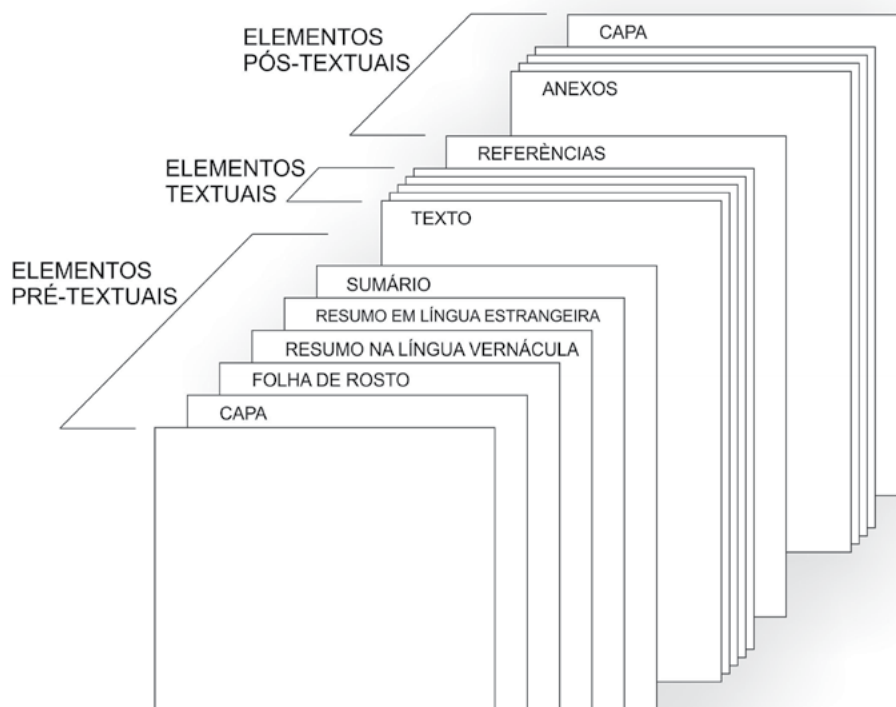 ELEMENTOS
PÓS-TEXTUAIS
CAPA
ANEXOS
REFERÈNCIAS
ELEMENTOS
TEXTUAIS
TEXTO
ELEMENTOS
PRÉ-TEXTUAIS
SUMÁRIO
RESUMO EM LÍNGUA ESTRANGEIRA
RESUMO NA LÍNGUA VERNÁCULA
FOLHA DE ROSTO
CAPA